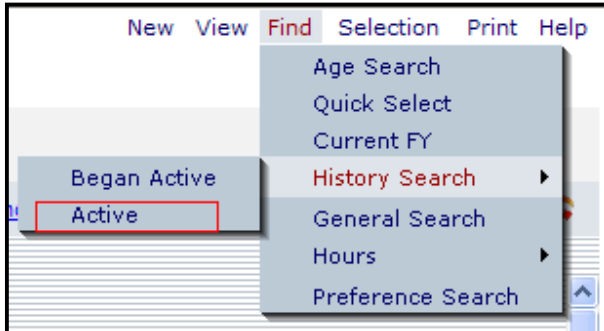 New View Find Selection Print Help
Age Search
Quick Select
Current FY
Began Active History Search
Active General Search
Hours
Preference Search